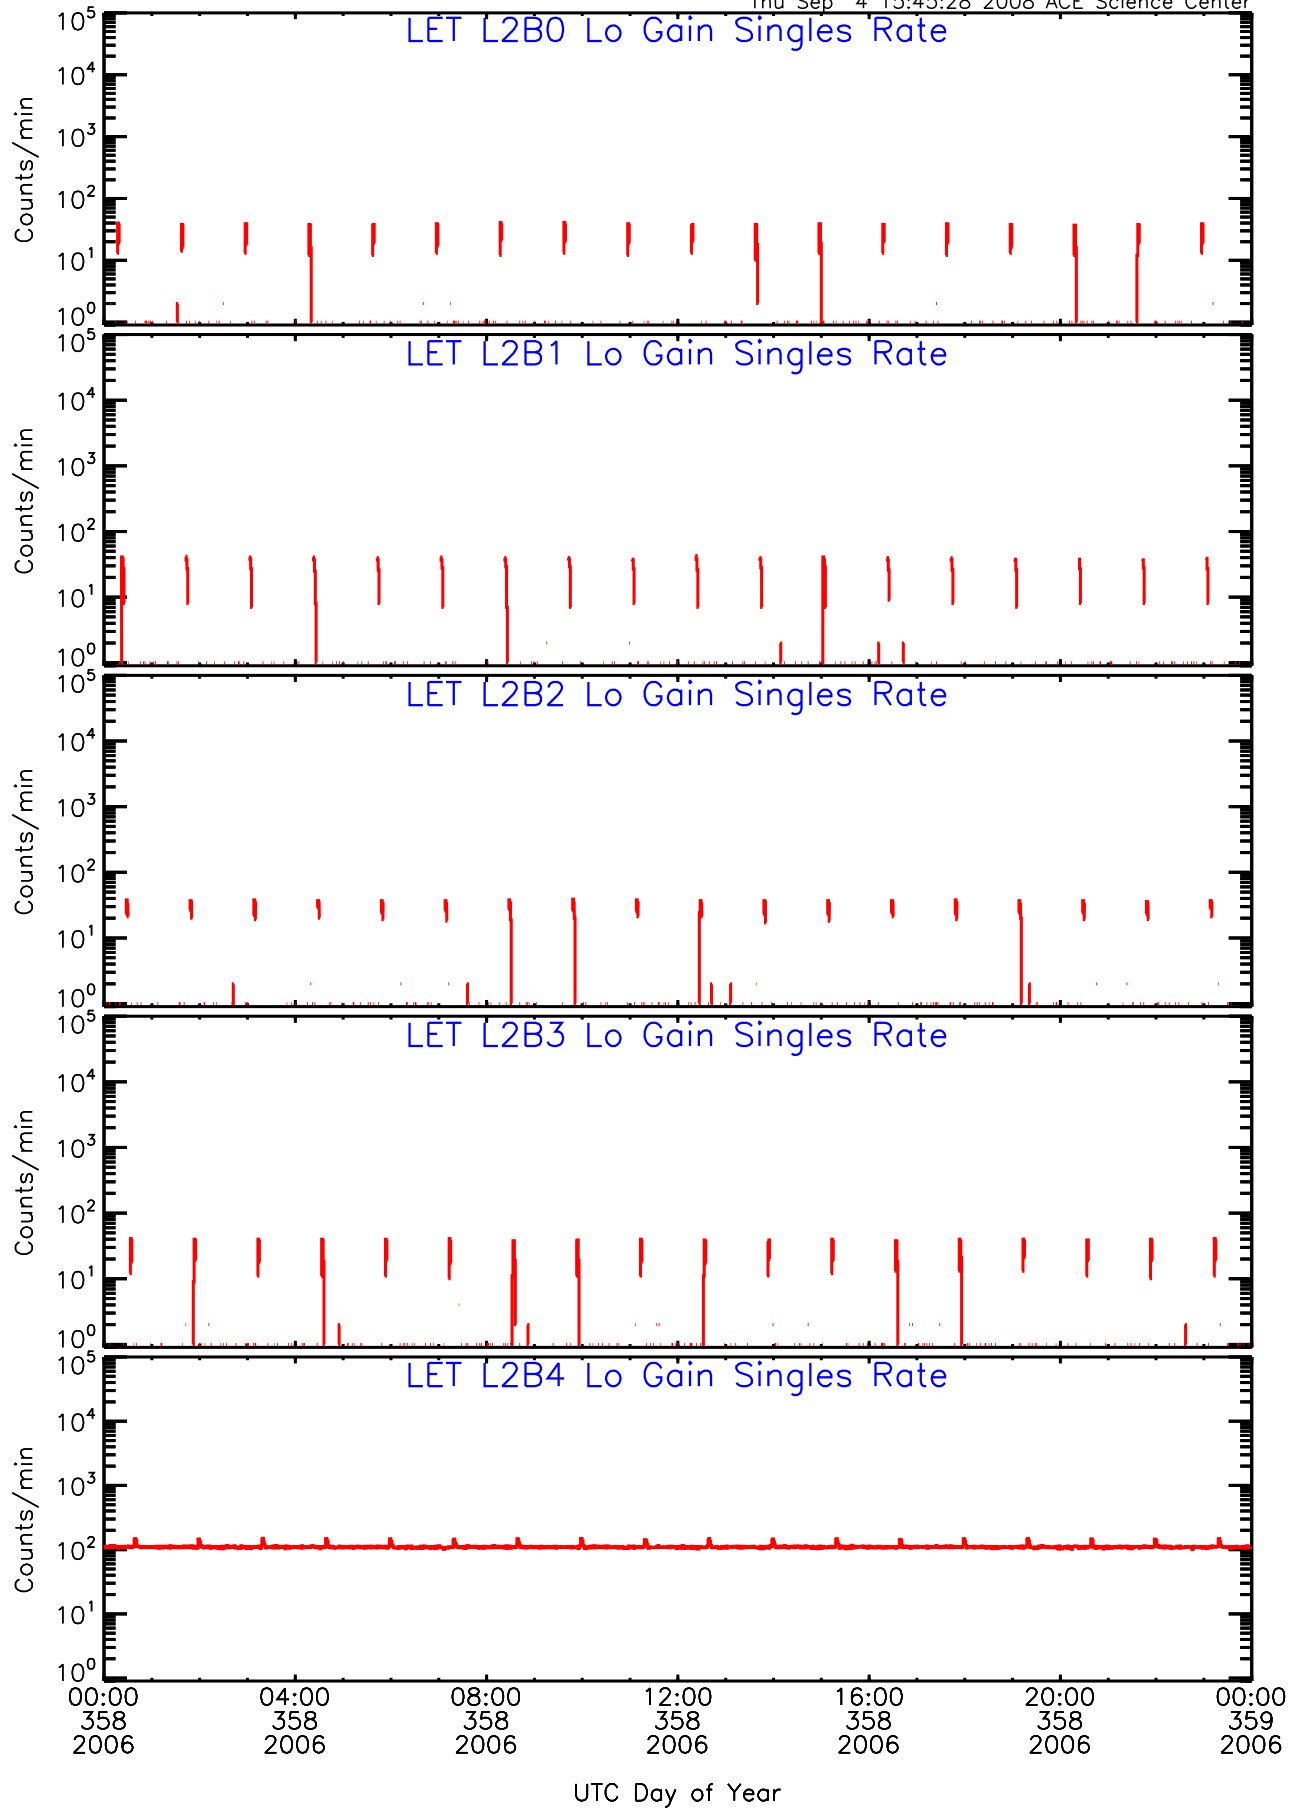 Thu Sep 4 15:45:28 2008 ACE Science Center
LET L2B0 Lo Gain Singles Rate
10^5
10^4
10^3
10^2
10^1
10^0
Counts/min
LET L2B1 Lo Gain Singles Rate
10^5
10^4
10^3
10^2
10^1
10^0
Counts/min
LET L2B2 Lo Gain Singles Rate
10^5
10^4
10^3
10^2
10^1
10^0
Counts/min
LET L2B3 Lo Gain Singles Rate
10^5
10^4
10^3
10^2
10^1
10^0
Counts/min
LET L2B4 Lo Gain Singles Rate
10^5
10^4
10^3
10^2
10^1
10^0
Counts/min
00:00 04:00 08:00 12:00 16:00 20:00 00:00
358 358 358 358 358 358 359
2006 2006 2006 2006 2006 2006 2006
UTC Day of Year